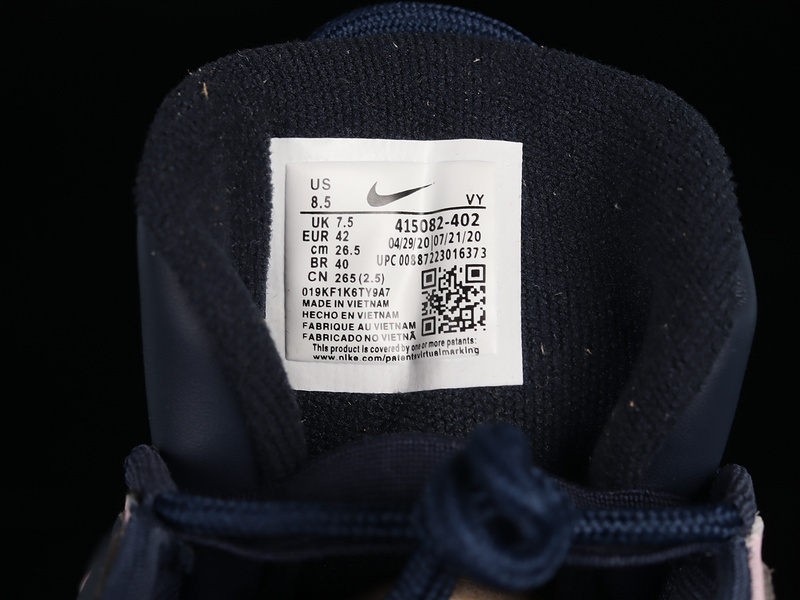 US
8.5 VY
UK 7.5 415082-402
EUR 42 04/29/20 07/21/20
cm 26.5 UPC 00887223016373
BR 40
CN 265 (2.5)
019KF1K6TY9A7
MADE IN VIETNAM
HECHO EN VIETNAM
FABRIQUE AU VIETNAM
FABRICADO NO VIETNÃ
This product is covered by one or more patents:
www.nike.com/patentsvirtualmarking